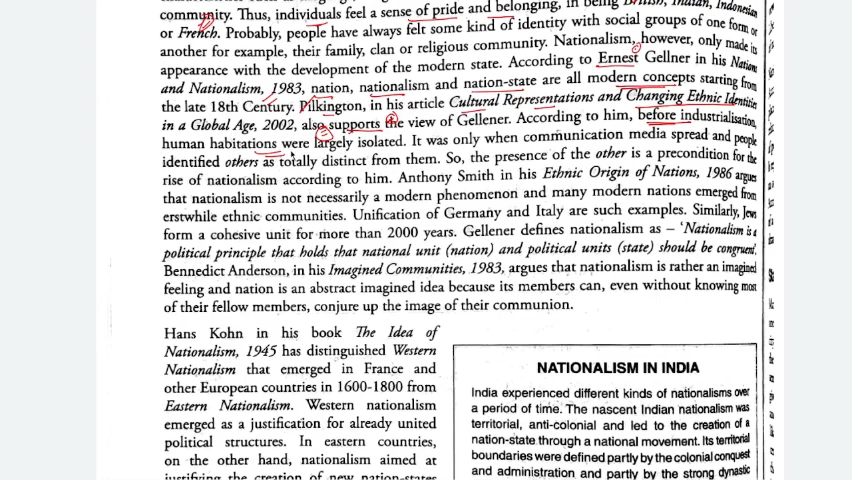 community. Thus, individuals feel a sense of pride and belonging, in being British, Indian, Indonesian
or French. Probably, people have always felt some kind of identity with social groups of one form or
another for example, their family, clan or religious community. Nationalism, however, only made its
appearance with the development of the modern state. According to Ernest Gellner in his Nations
and Nationalism, 1983, nation, nationalism and nation-state are all modern concepts starting from
the late 18th Century. Pilkington, in his article Cultural Representations and Changing Ethnic Identities
in a Global Age, 2002, also supports the view of Gellener. According to him, before industrialisation,
human habitations were largely isolated. It was only when communication media spread and people
identified others as totally distinct from them. So, the presence of the other is a precondition for the
rise of nationalism according to him. Anthony Smith in his Ethnic Origin of Nations, 1986 argues
that nationalism is not necessarily a modern phenomenon and many modern nations emerged from
erstwhile ethnic communities. Unification of Germany and Italy are such examples. Similarly, Jews
form a cohesive unit for more than 2000 years. Gellener defines nationalism as – 'Nationalism is a
political principle that holds that national unit (nation) and political units (state) should be congruent.
Bennedict Anderson, in his Imagined Communities, 1983, argues that nationalism is rather an imagined
feeling and nation is an abstract imagined idea because its members can, even without knowing most
of their fellow members, conjure up the image of their communion.
Hans Kohn in his book The Idea of
Nationalism, 1945 has distinguished Western
Nationalism that emerged in France and
other European countries in 1600-1800 from
Eastern Nationalism. Western nationalism
emerged as a justification for already united
political structures. In eastern countries,
on the other hand, nationalism aimed at
justifying the creation of new nation-states
NATIONALISM IN INDIA
India experienced different kinds of nationalisms over
a period of time. The nascent Indian nationalism was
territorial, anti-colonial and led to the creation of a
nation-state through a national movement. Its territorial
boundaries were defined partly by the colonial conquest
and administration and partly by the strong dynastic